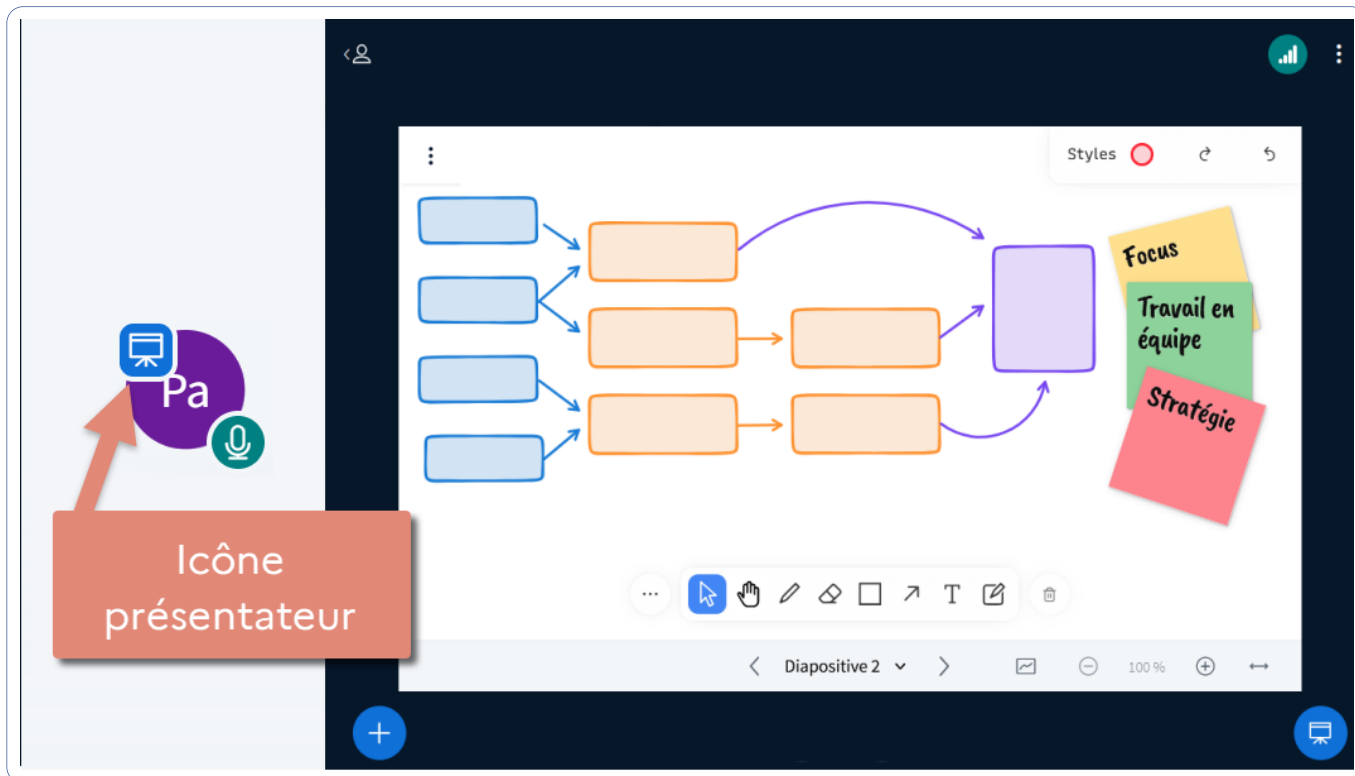 Styles
Focus
Travail en
équipe
Stratégie
Pa
Icône
présentateur
T
Diapositive 2
100 %